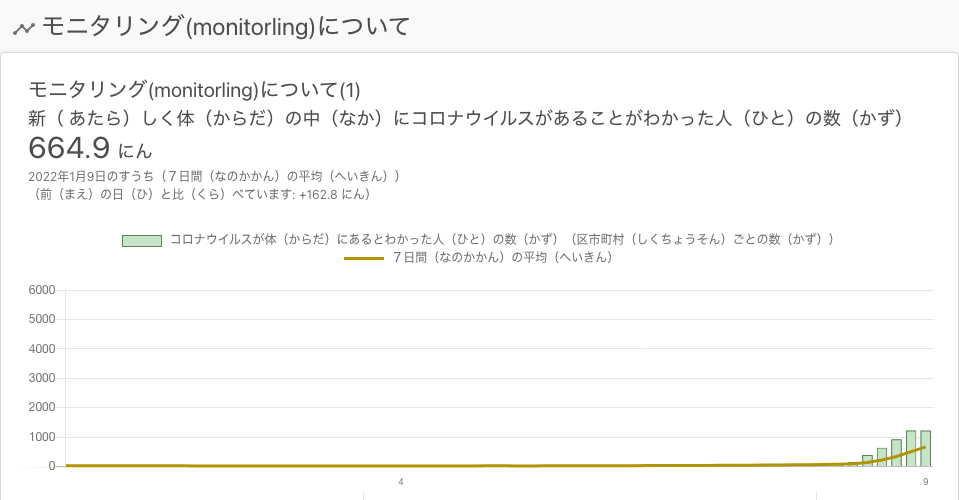 モニタリング(monitorling)について
モニタリング(monitorling)について(1)
新（ あたら）しく体（からだ）の中（なか）にコロナウイルスがあることがわかった人（ひと）の数（かず）
664.9 にん
2022年1月9日のすうち（７日間（なのかかん）の平均（へいきん））
（前（まえ）の日（ひ）と比（くら）べています: +162.8 にん）
コロナウイルスが体（からだ）にあるとわかった人（ひと）の数（かず）（区市町村（しくちょうそん）ごとの数（かず））
７日間（なのかかん）の平均（へいきん）
6000
5000
4000
3000
2000
1000
0
4 9